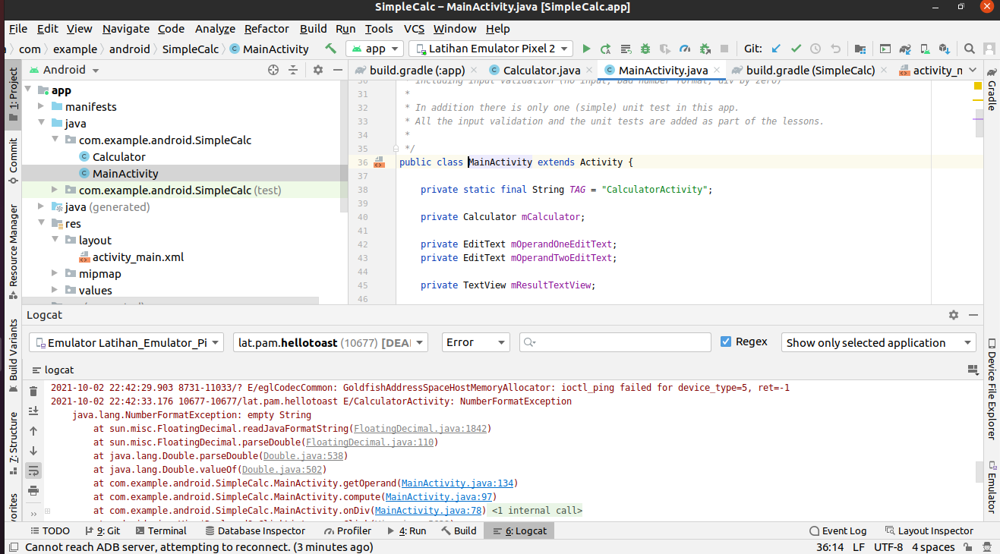 SimpleCalc – MainActivity.java [SimpleCalc.app]
File Edit View Navigate Code Analyze Refactor Build Run Tools VCS Window Help
com example android SimpleCalc MainActivity app Latihan Emulator Pixel 2 Git:
1: Project
Commit
Resource Manager
Build Variants
7: Structure
Android
app
manifests
java
com.example.android.SimpleCalc
Calculator
MainActivity
com.example.android.SimpleCalc (test)
java (generated)
res
layout
activity_main.xml
mipmap
values
build.gradle (:app) Calculator.java MainActivity.java build.gradle (SimpleCalc)
30 * including input validation (no input, bad number format, div by zero)
31 *
32 * In addition there is only one (simple) unit test in this app.
33 * All the input validation and the unit tests are added as part of the lessons.
34 *
35 */
36 public class MainActivity extends Activity {
37
38 private static final String TAG = "CalculatorActivity";
39
40 private Calculator mCalculator;
41
42 private EditText mOperandOneEditText;
43 private EditText mOperandTwoEditText;
44
45 private TextView mResultTextView;
46
Gradle
Device File Explorer
Emulator
Logcat
Emulator Latihan_Emulator_Pi lat.pam.hellotoast (10677) [DEA Error Regex Show only selected application
logcat
2021-10-02 22:42:29.903 8731-11033/? E/eglCodecCommon: GoldfishAddressSpaceHostMemoryAllocator: ioctl_ping failed for device_type=5, ret=-1
2021-10-02 22:42:33.176 10677-10677/lat.pam.hellotoast E/CalculatorActivity: NumberFormatException
java.lang.NumberFormatException: empty String
at sun.misc.FloatingDecimal.readJavaFormatString(FloatingDecimal.java:1842)
at sun.misc.FloatingDecimal.parseDouble(FloatingDecimal.java:110)
at java.lang.Double.parseDouble(Double.java:538)
at java.lang.Double.valueOf(Double.java:502)
at com.example.android.SimpleCalc.MainActivity.getOperand(MainActivity.java:134)
at com.example.android.SimpleCalc.MainActivity.compute(MainActivity.java:97)
at com.example.android.SimpleCalc.MainActivity.onDiv(MainActivity.java:78) <1 internal call>
TODO 9: Git Terminal Database Inspector Profiler 4: Run Build 6: Logcat Event Log Layout Inspector
Cannot reach ADB server, attempting to reconnect. (3 minutes ago) 36:14 LF UTF-8 4 spaces